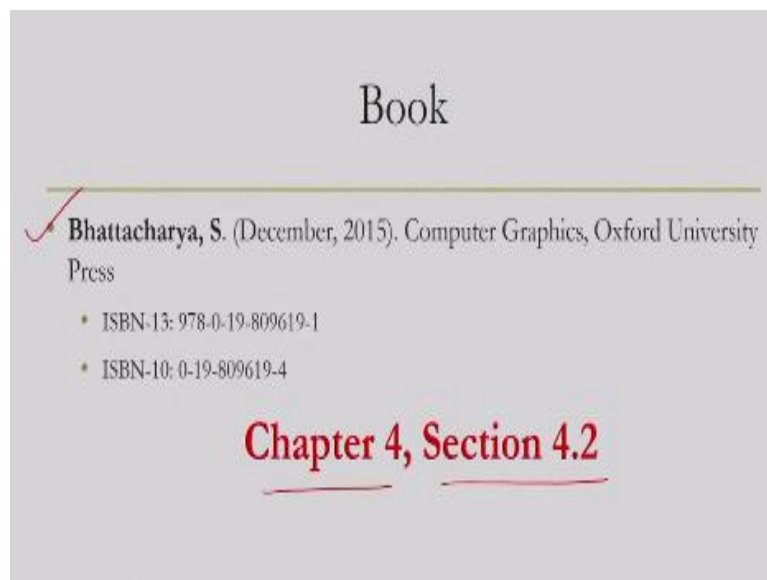 Book
• Bhattacharya, S. (December, 2015). Computer Graphics, Oxford University
Press
• ISBN-13: 978-0-19-809619-1
• ISBN-10: 0-19-809619-4
Chapter 4, Section 4.2